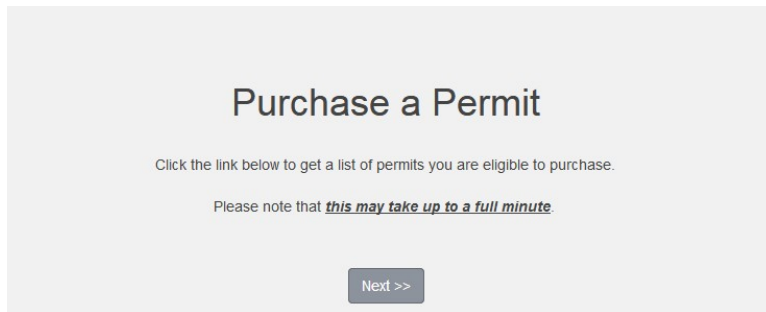 Purchase a Permit
Click the link below to get a list of permits you are eligible to purchase.
Please note that this may take up to a full minute.
Next >>